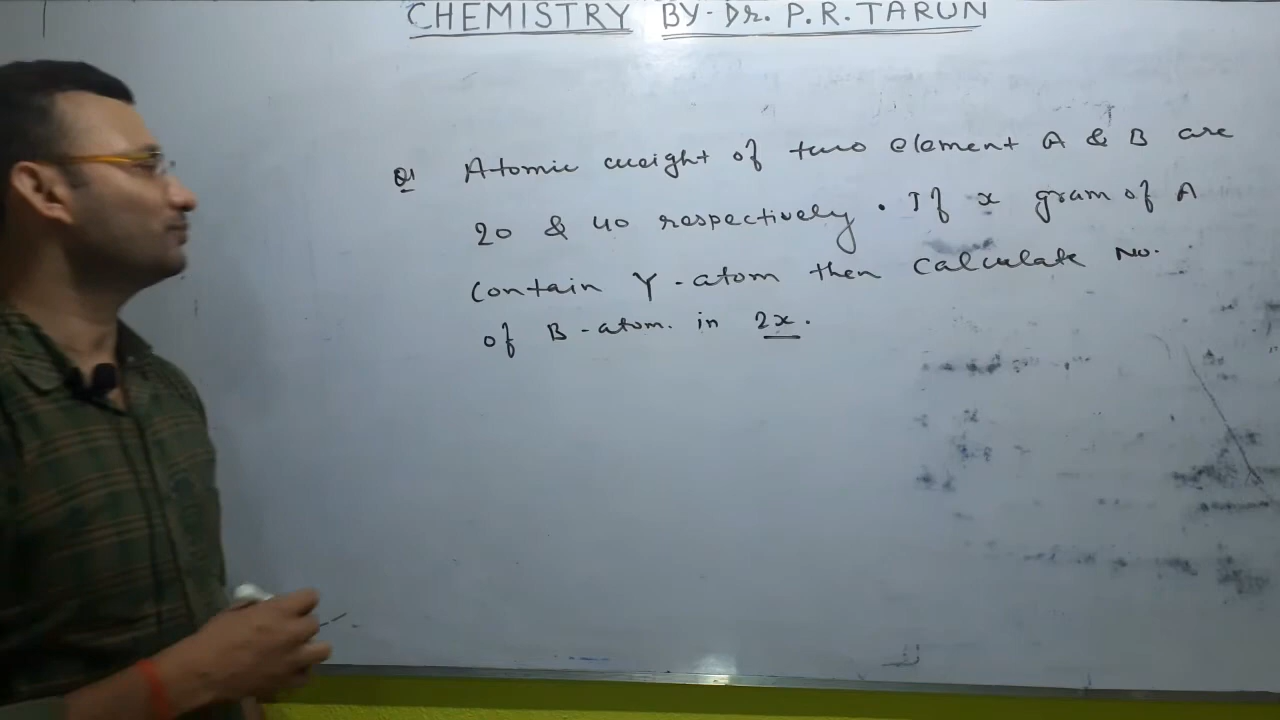 CHEMISTRY BY- Dr. P.R. TARUN
Q1 Atomic weight of two element A & B are
20 & 40 respectively. If x gram of A
contain Y-atom then calculate No.
of B-atom. in 2x.